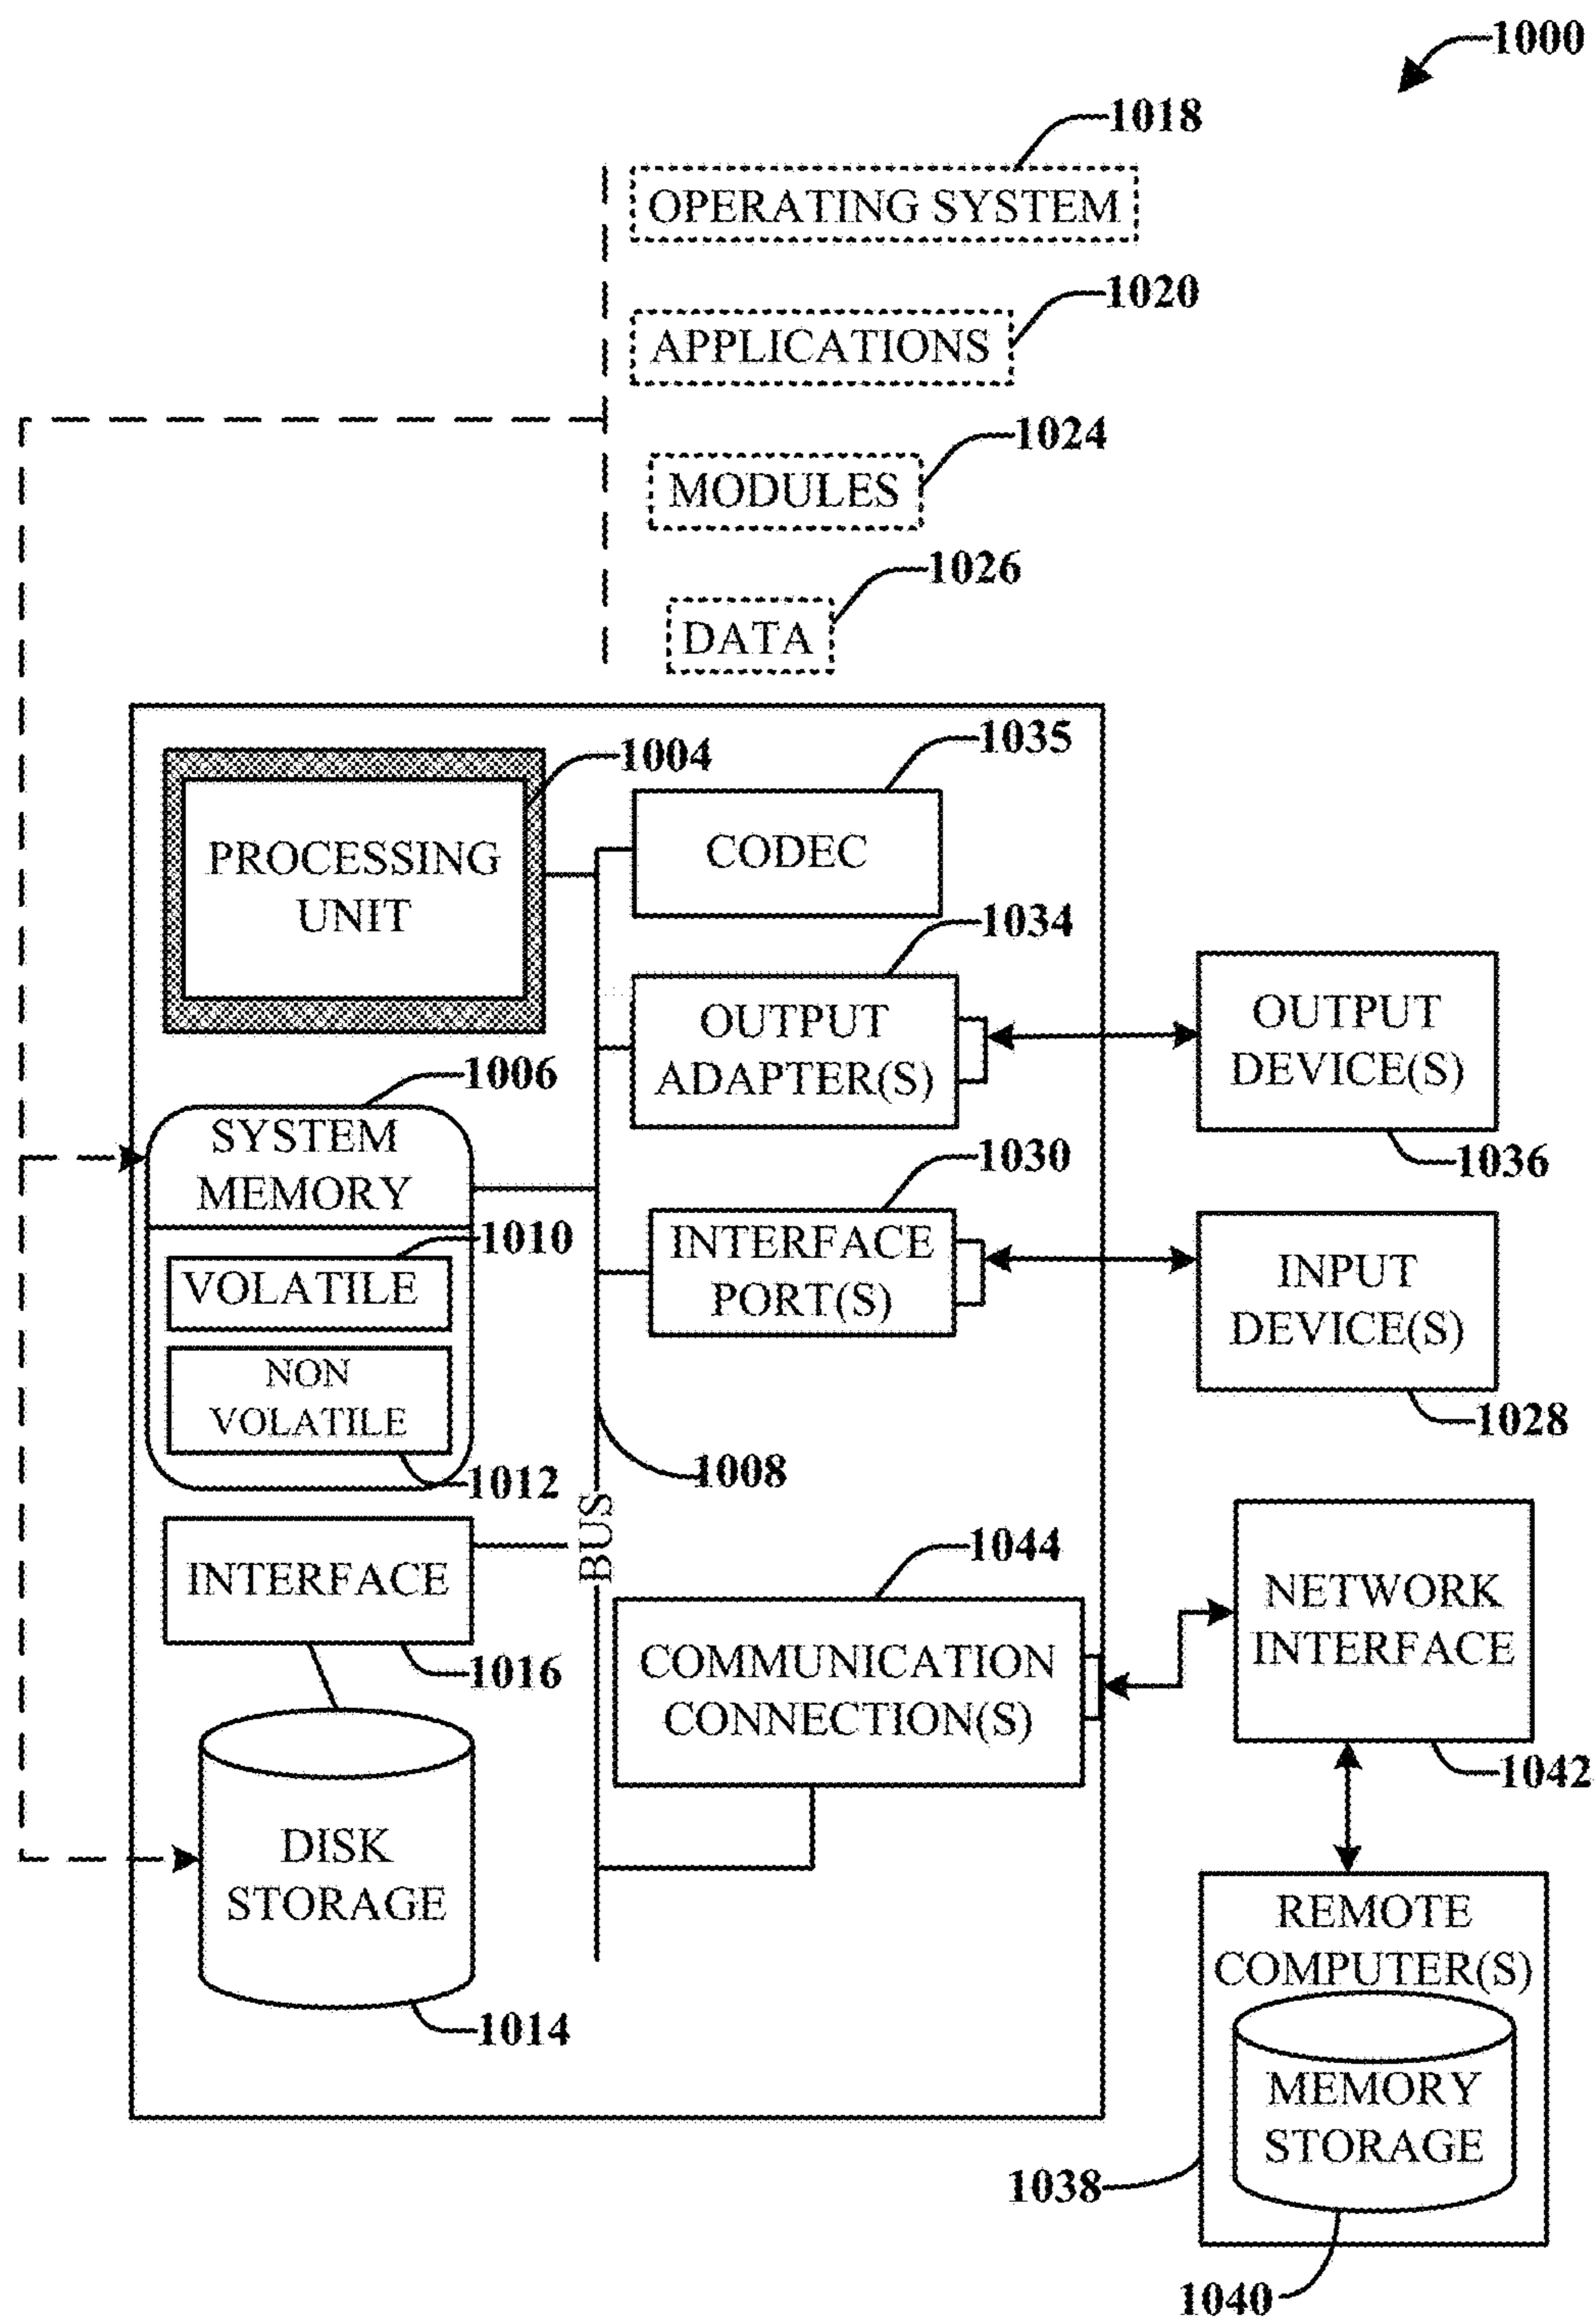 1000
1018
OPERATING SYSTEM
1020
APPLICATIONS
1024
MODULES
1026
DATA
1035
1004
PROCESSING
UNIT
CODEC
1034
OUTPUT
ADAPTER(S)
OUTPUT
DEVICE(S)
1036
1006
SYSTEM
MEMORY
1030
1010
VOLATILE
INTERFACE
PORT(S)
INPUT
DEVICE(S)
1028
NON
VOLATILE
1012
1008
BUS
INTERFACE
1016
1044
COMMUNICATION
CONNECTION(S)
NETWORK
INTERFACE
1042
DISK
STORAGE
1014
REMOTE
COMPUTER(S)
MEMORY
STORAGE
1038
1040